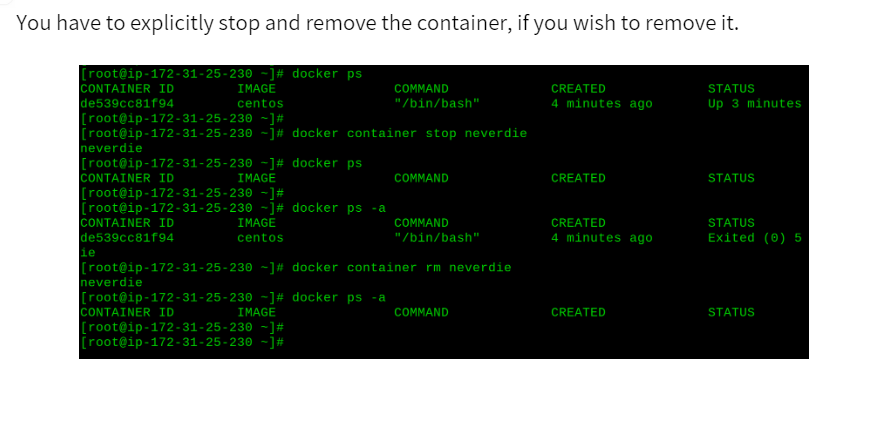 You have to explicitly stop and remove the container, if you wish to remove it.
[root@ip-172-31-25-230 ~]# docker ps
CONTAINER ID IMAGE COMMAND CREATED STATUS
de539cc81f94 centos "/bin/bash" 4 minutes ago Up 3 minutes
[root@ip-172-31-25-230 ~]#
[root@ip-172-31-25-230 ~]# docker container stop neverdie
neverdie
[root@ip-172-31-25-230 ~]# docker ps
CONTAINER ID IMAGE COMMAND CREATED STATUS
[root@ip-172-31-25-230 ~]#
[root@ip-172-31-25-230 ~]# docker ps -a
CONTAINER ID IMAGE COMMAND CREATED STATUS
de539cc81f94 centos "/bin/bash" 4 minutes ago Exited (0) 5
ie
[root@ip-172-31-25-230 ~]# docker container rm neverdie
neverdie
[root@ip-172-31-25-230 ~]# docker ps -a
CONTAINER ID IMAGE COMMAND CREATED STATUS
[root@ip-172-31-25-230 ~]#
[root@ip-172-31-25-230 ~]#